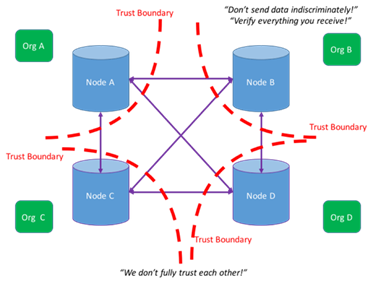 Trust Boundary
"Don't send data indiscriminately!"
"Verify everything you receive!"
Org A
Org B
Node A
Node B
Trust Boundary
Trust Boundary
Node C
Node D
Org C
Org D
Trust Boundary
"We don't fully trust each other!"